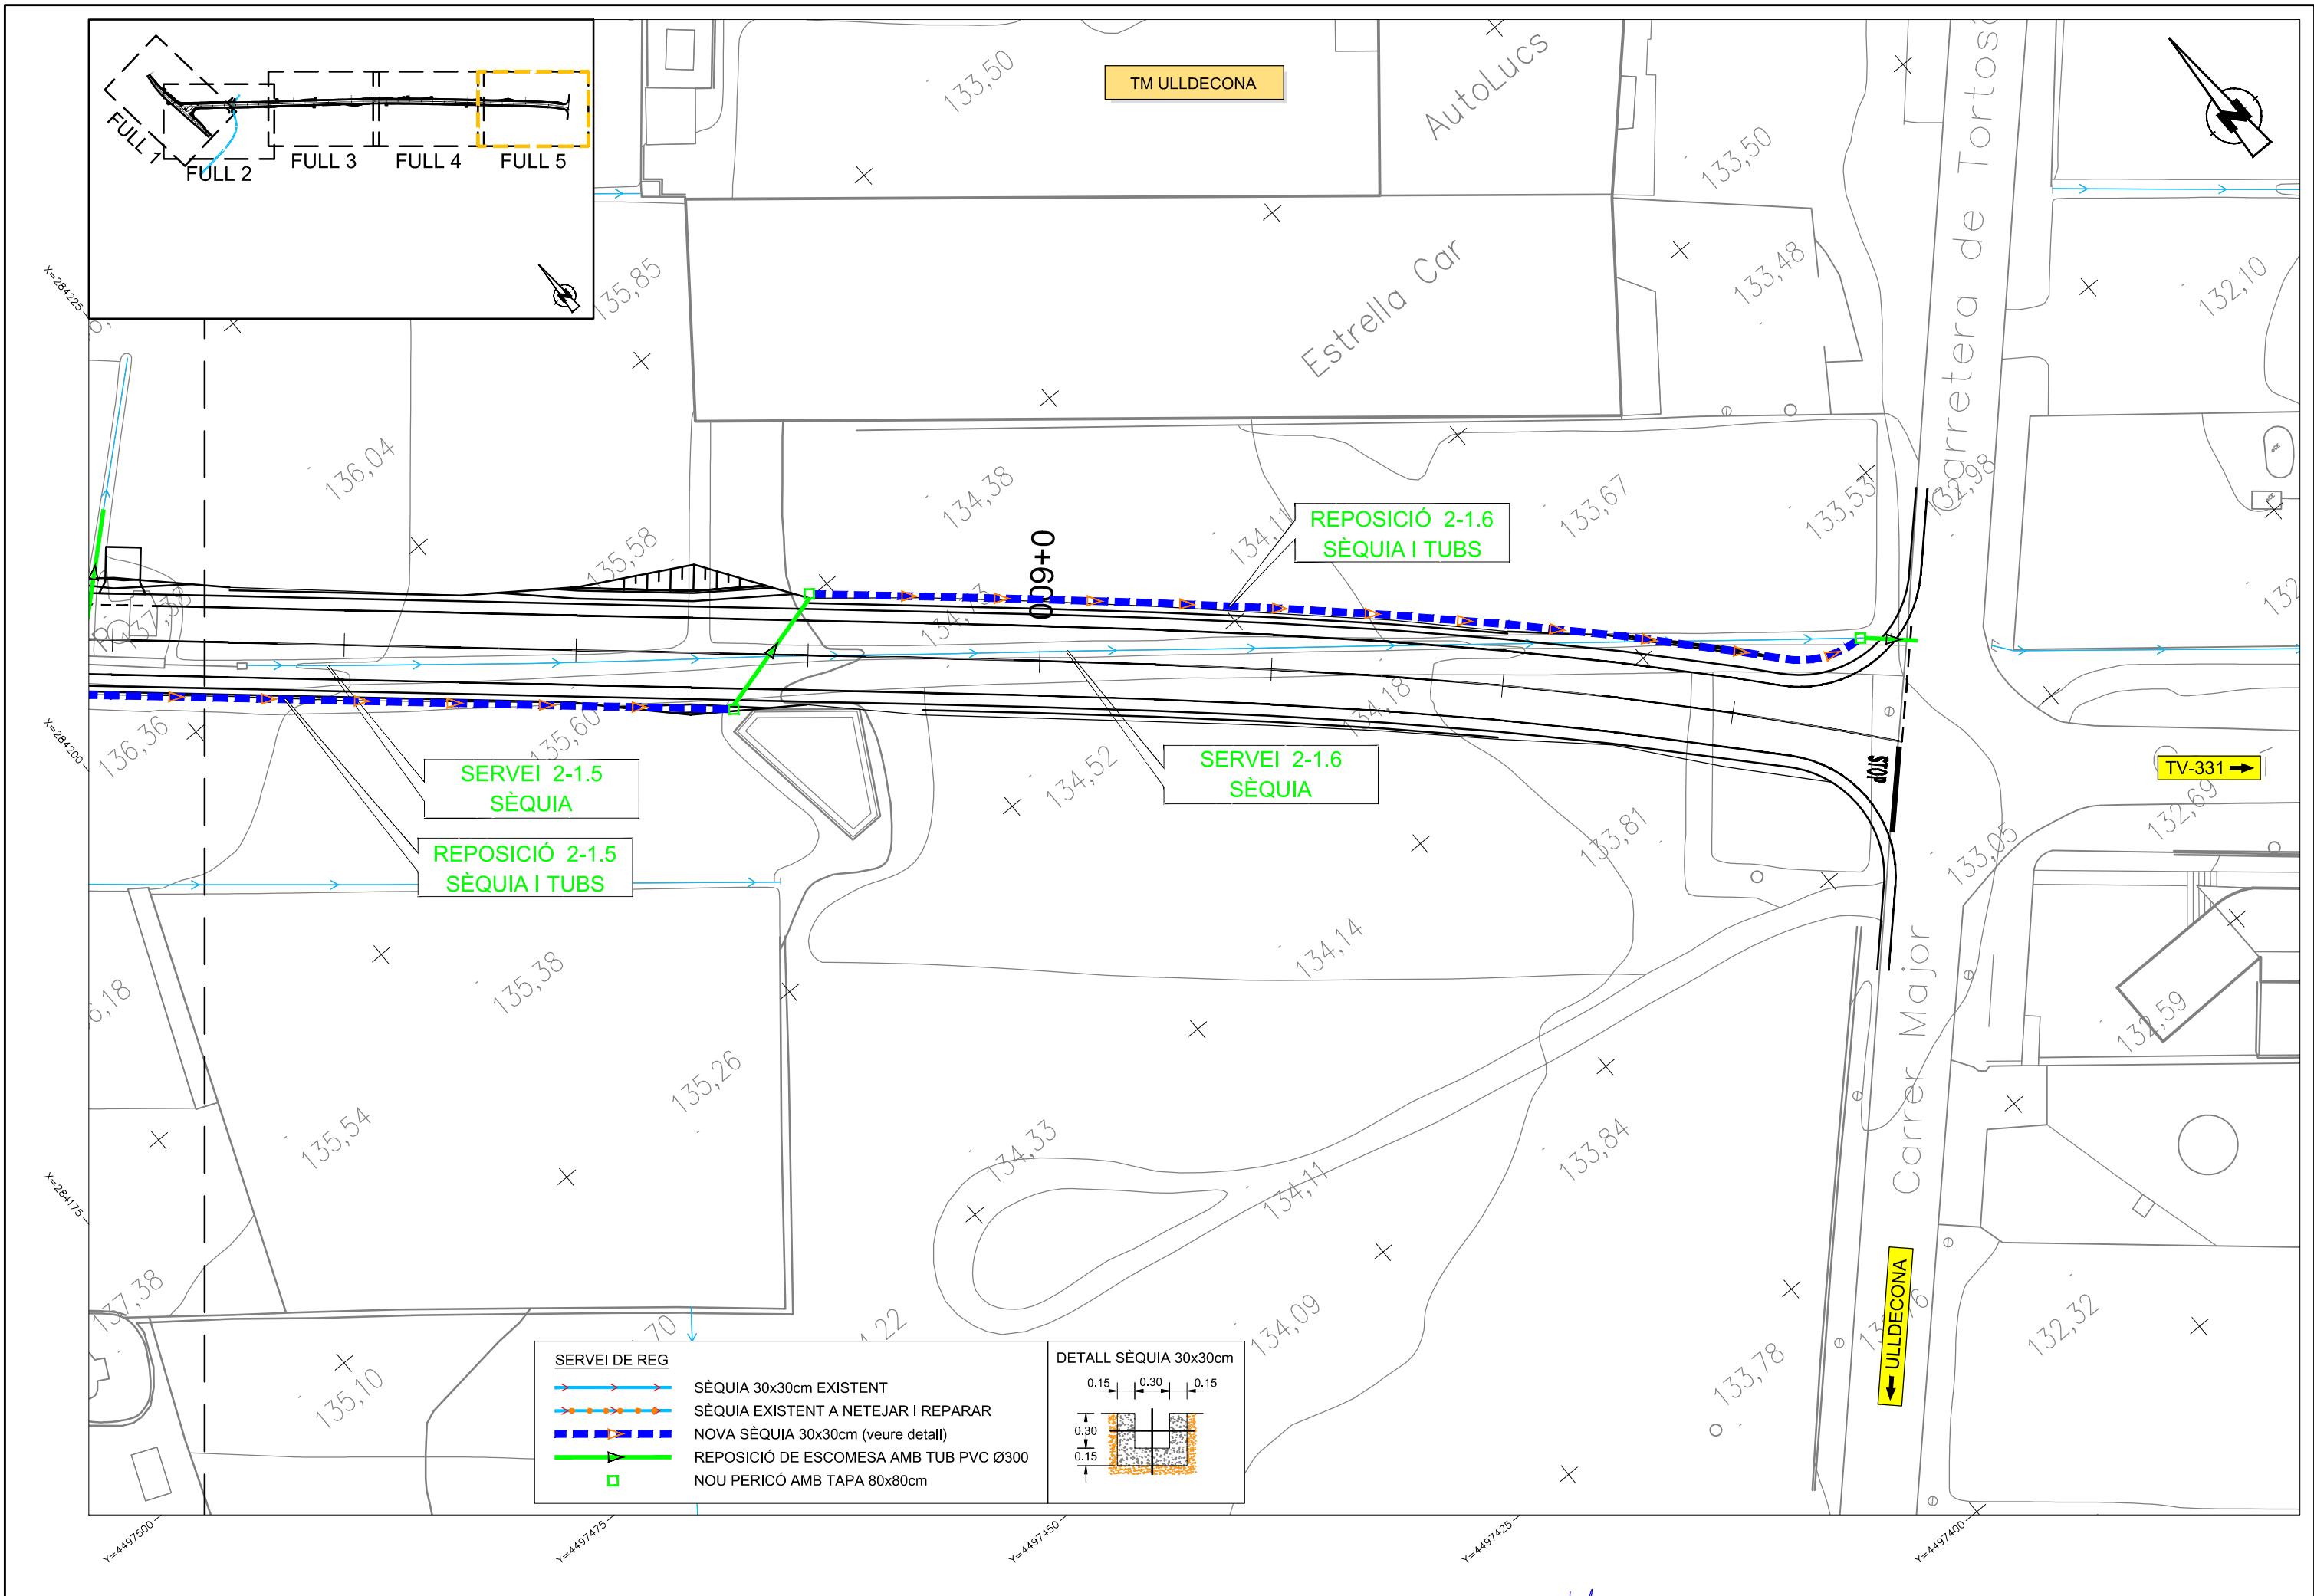 FULL 1
FULL 2
FULL 3
FULL 4
FULL 5
TM ULLDECONA
AutoLucs
Estrella Car
Carretera de Tortosa
Carrer Major
133,50
133,50
133,48
132,10
135,85
136,04
134,38
134,11
133,67
133,53
132,98
135,58
0+600
REPOSICIÓ 2-1.6
SÈQUIA I TUBS
136,36
135,60
134,52
134,18
SERVEI 2-1.5
SÈQUIA
SERVEI 2-1.6
SÈQUIA
REPOSICIÓ 2-1.5
SÈQUIA I TUBS
STOP
TV-331
132,69
133,81
133,05
134,14
135,38
132,59
135,26
135,54
134,33
134,11
133,84
137,38
134,09
132,32
133,78
135,10
ULLDECONA
SERVEI DE REG
SÈQUIA 30x30cm EXISTENT
SÈQUIA EXISTENT A NETEJAR I REPARAR
NOVA SÈQUIA 30x30cm (veure detall)
REPOSICIÓ DE ESCOMESA AMB TUB PVC Ø300
NOU PERICÓ AMB TAPA 80x80cm
DETALL SÈQUIA 30x30cm
0.15 0.30 0.15
0.30
0.15
X=284225
X=284200
X=284175
Y=4497500
Y=4497475
Y=4497450
Y=4497425
Y=4497400